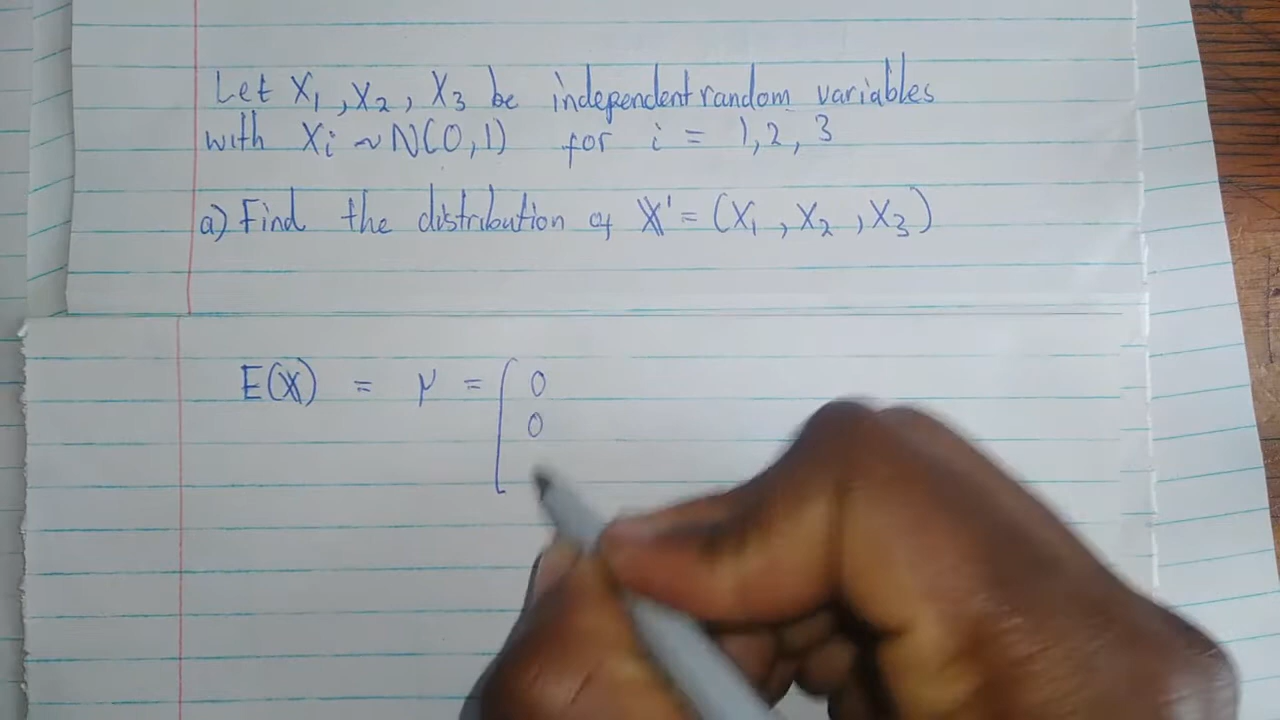 Let X₁, X₂, X₃ be independent random variables
with Xi ~ N(0,1) for i = 1,2,3
a) Find the distribution of X' = (X₁, X₂, X₃)
E(X) = μ = [ 0
0